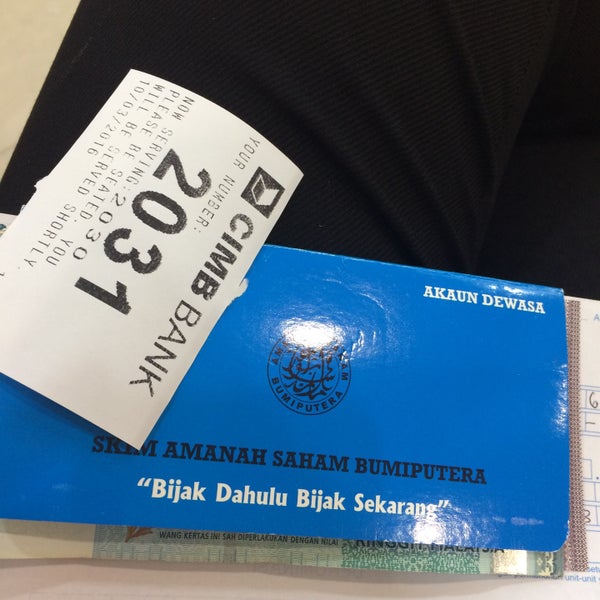 CIMB BANK
YOUR NUMBER:
2031
NOW SERVING:2030
PLEASE BE SEATED; YOU
WILL BE SERVED SHORTLY.
10/03/2016
AKAUN DEWASA
AMANAH SAHAM
BUMIPUTERA
SKIM AMANAH SAHAM BUMIPUTERA
“Bijak Dahulu Bijak Sekarang”
WANG KERTAS INI SAH DIPERLAKUKAN DENGAN NILAI
RINGGIT MALAYSIA